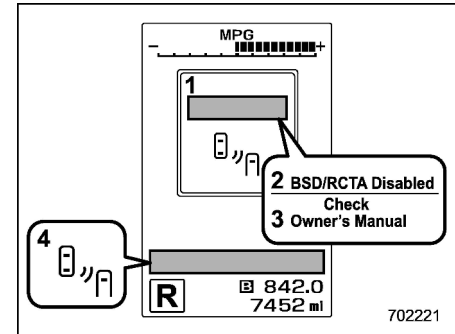 MPG
- +
1
2 BSD/RCTA Disabled
Check
3 Owner's Manual
4
R
B 842.0
7452 mi
702221